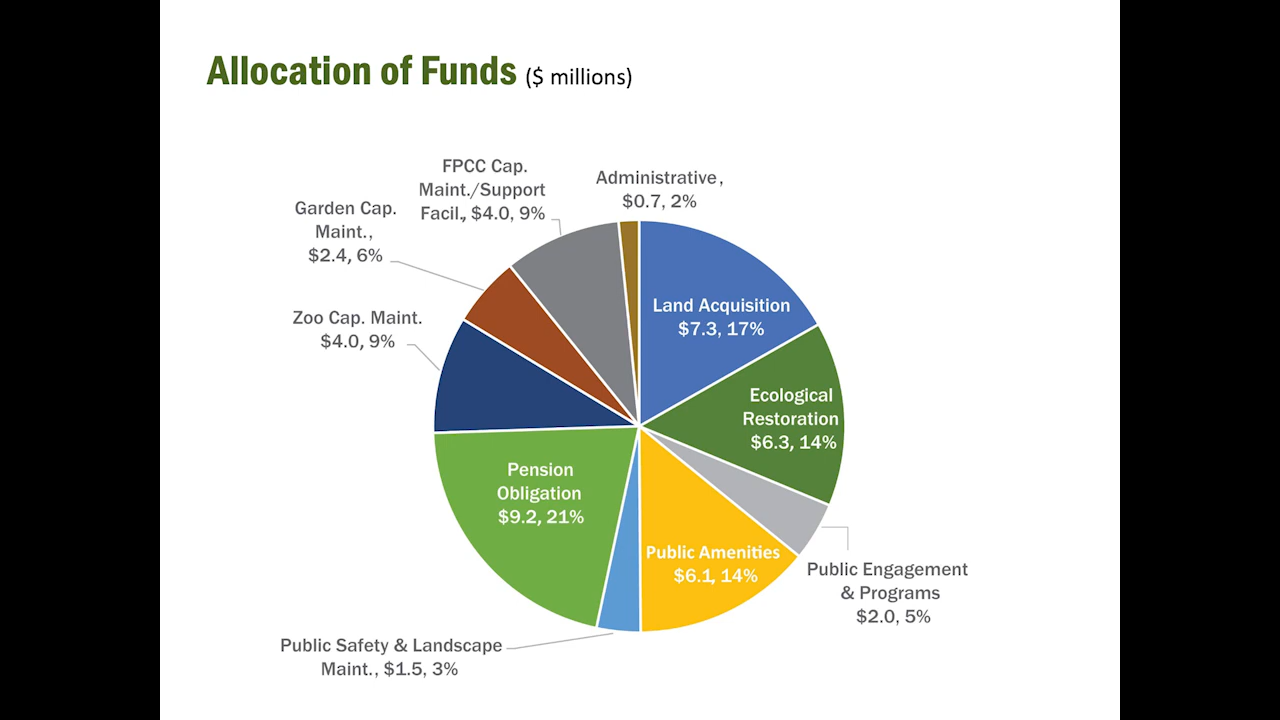 Allocation of Funds ($ millions)
FPCC Cap.
Maint./Support
Facil., $4.0, 9%
Administrative,
$0.7, 2%
Garden Cap.
Maint.,
$2.4, 6%
Land Acquisition
$7.3, 17%
Zoo Cap. Maint.
$4.0, 9%
Ecological
Restoration
$6.3, 14%
Pension
Obligation
$9.2, 21%
Public Amenities
$6.1, 14%
Public Engagement
& Programs
$2.0, 5%
Public Safety & Landscape
Maint., $1.5, 3%